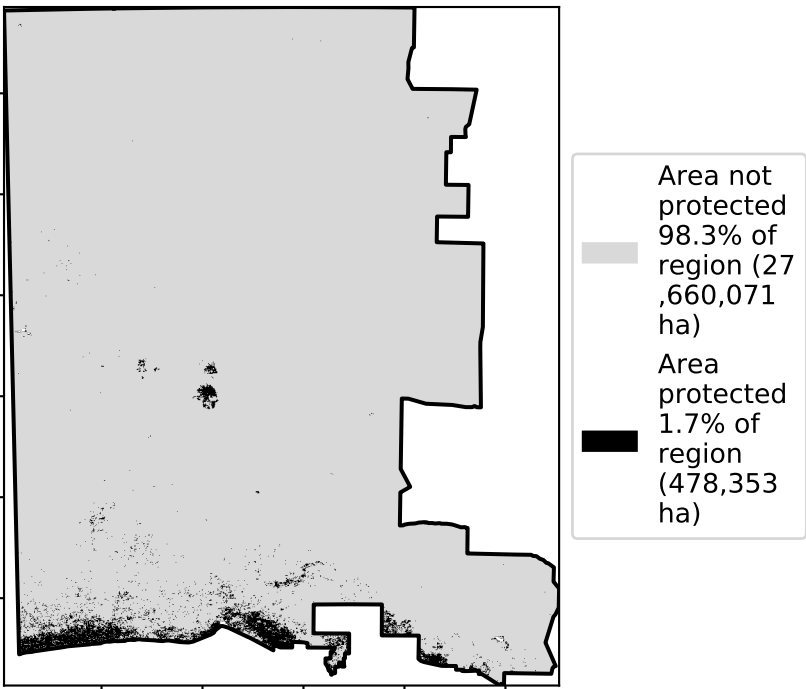 Area not
protected
98.3% of
region (27
,660,071
ha)
Area
protected
1.7% of
region
(478,353
ha)